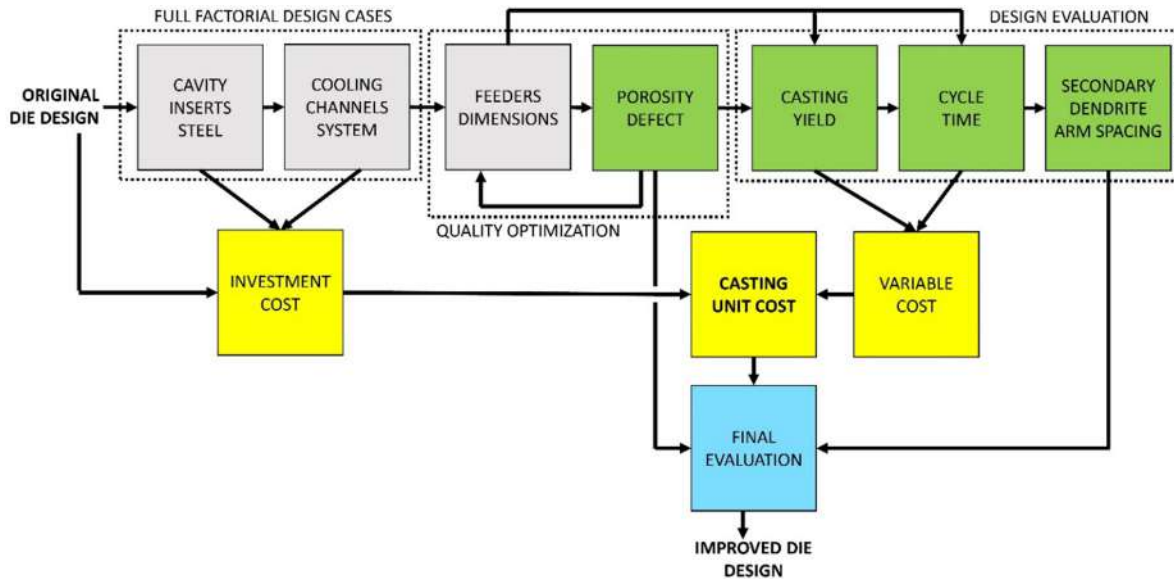 FULL FACTORIAL DESIGN CASES
DESIGN EVALUATION
ORIGINAL
DIE DESIGN
CAVITY
INSERTS
STEEL
COOLING
CHANNELS
SYSTEM
FEEDERS
DIMENSIONS
POROSITY
DEFECT
CASTING
YIELD
CYCLE
TIME
SECONDARY
DENDRITE
ARM SPACING
QUALITY OPTIMIZATION
INVESTMENT
COST
CASTING
UNIT COST
VARIABLE
COST
FINAL
EVALUATION
IMPROVED DIE
DESIGN